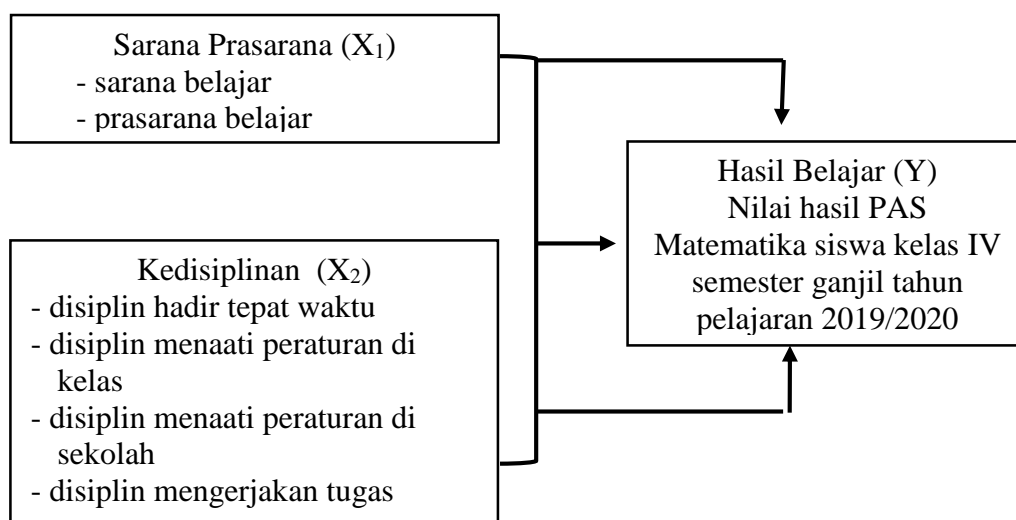 Sarana Prasarana (X₁)
- sarana belajar
- prasarana belajar
Hasil Belajar (Y)
Nilai hasil PAS
Matematika siswa kelas IV
semester ganjil tahun
pelajaran 2019/2020
Kedisiplinan (X₂)
- disiplin hadir tepat waktu
- disiplin menaati peraturan di
kelas
- disiplin menaati peraturan di
sekolah
- disiplin mengerjakan tugas